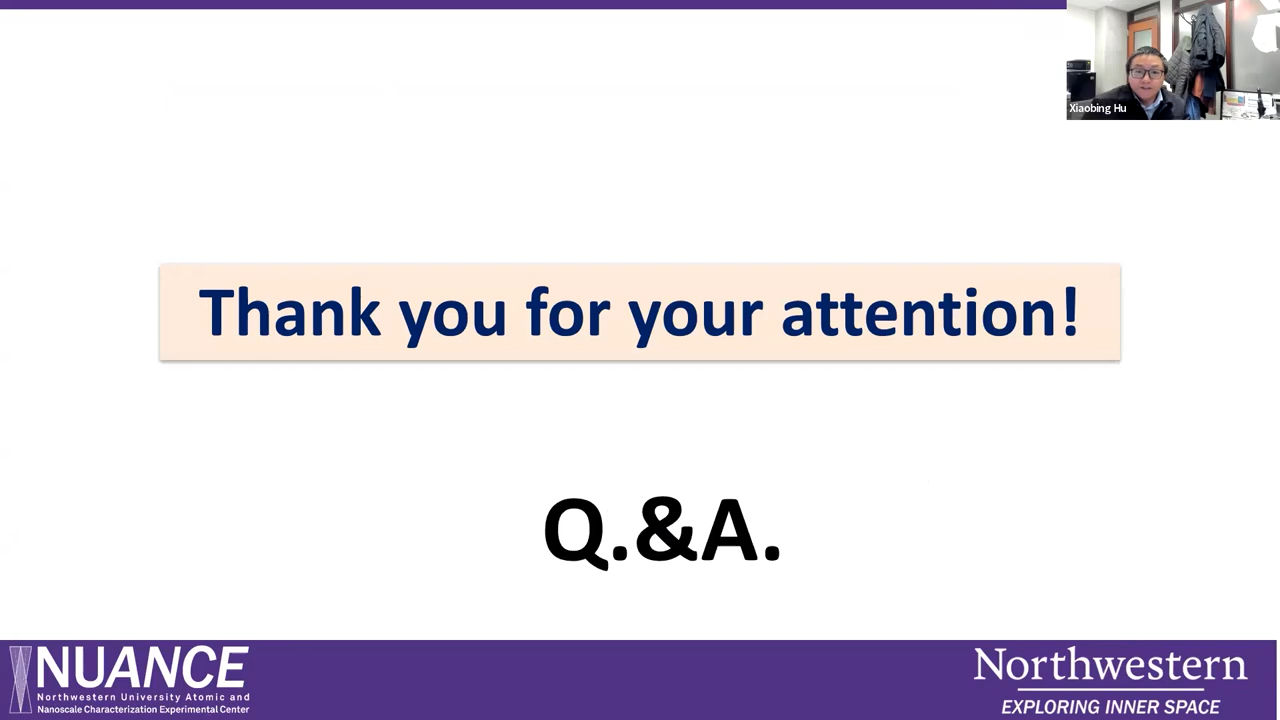 Xiaobing Hu
Thank you for your attention!
Q.&A.
NUANCE
Northwestern University Atomic and
Nanoscale Characterization Experimental Center
Northwestern
EXPLORING INNER SPACE